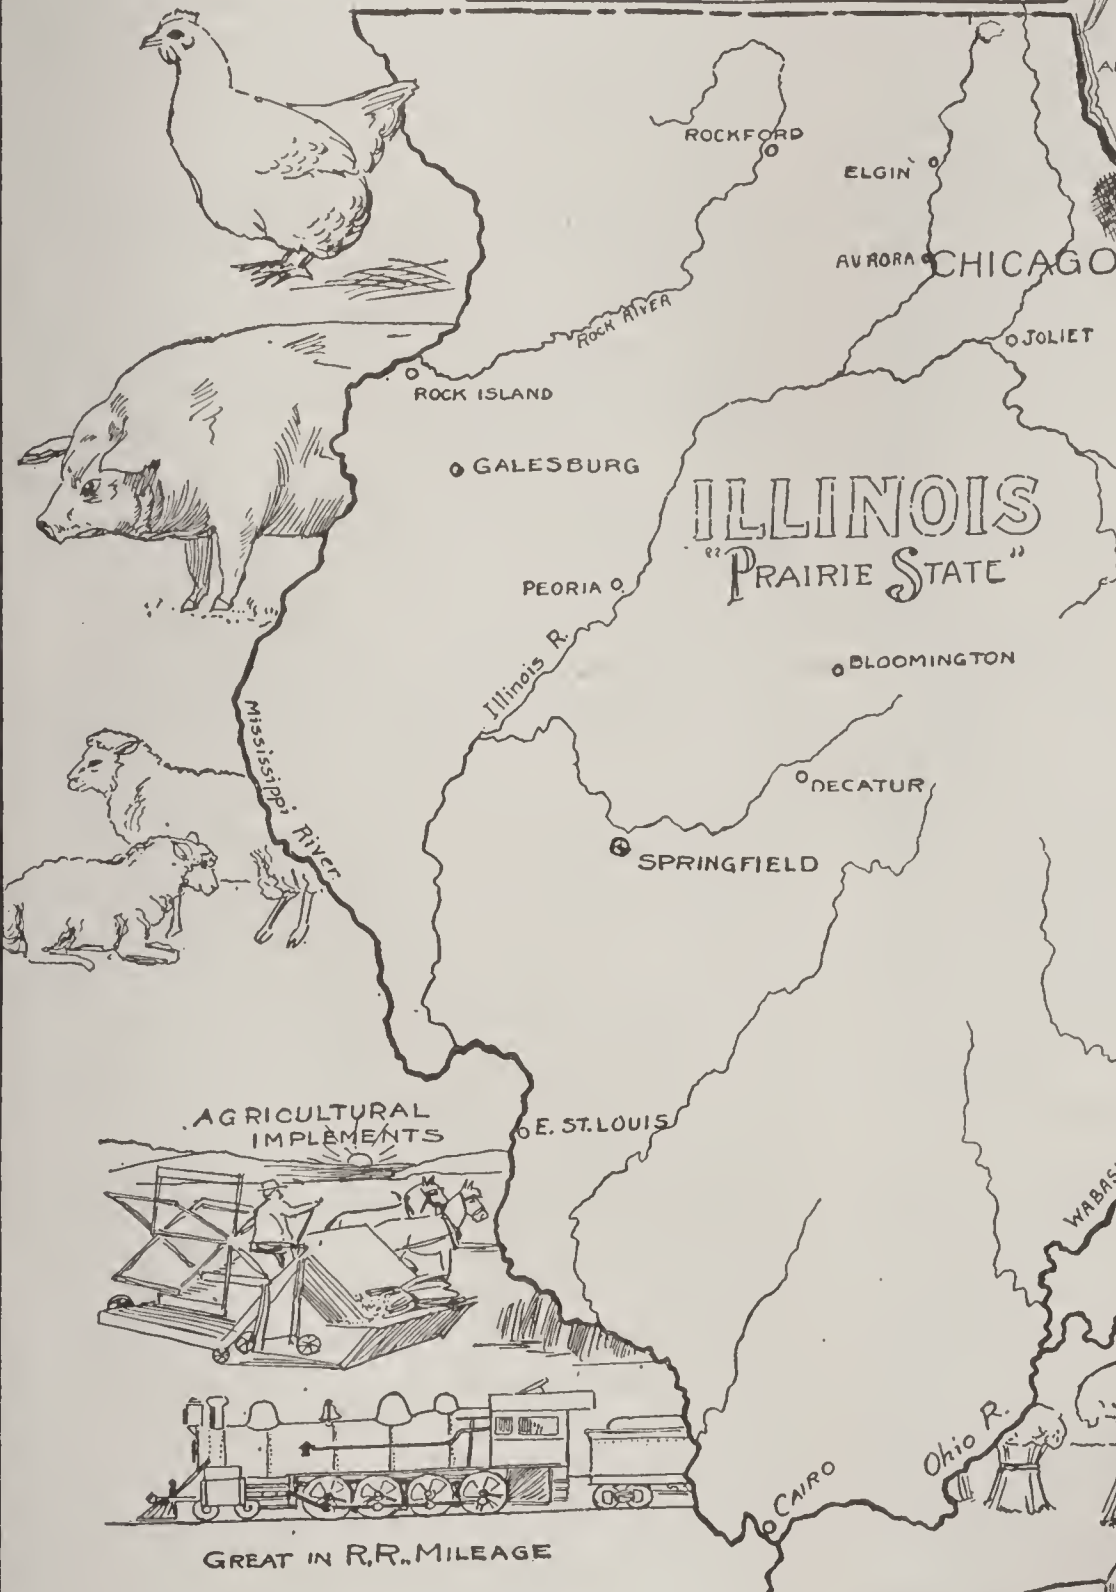 ROCKFORD
ELGIN
AURORA
CHICAGO
ROCK RIVER
JOLIET
ROCK ISLAND
GALESBURG
ILLINOIS
"PRAIRIE STATE"
PEORIA
Illinois R.
BLOOMINGTON
Mississippi River
DECATUR
SPRINGFIELD
AGRICULTURAL
IMPLEMENTS
E. ST. LOUIS
Ohio R.
CAIRO
GREAT IN R.R. MILEAGE